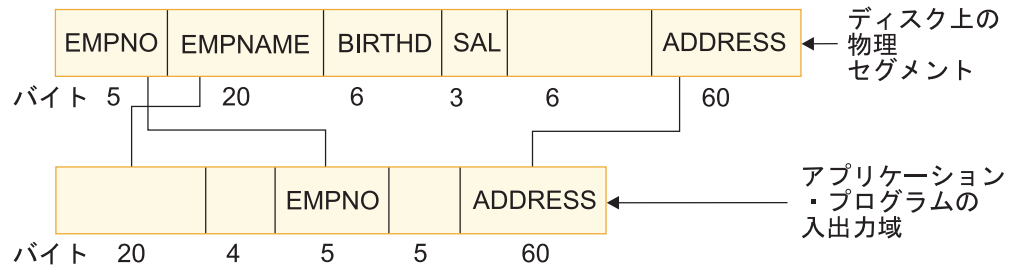 EMPNO EMPNAME BIRTHD SAL ADDRESS
ディスク上の
物理
セグメント
バイト 5 20 6 3 6 60
EMPNO ADDRESS
アプリケーション
・プログラムの
入出力域
バイト 20 4 5 5 60